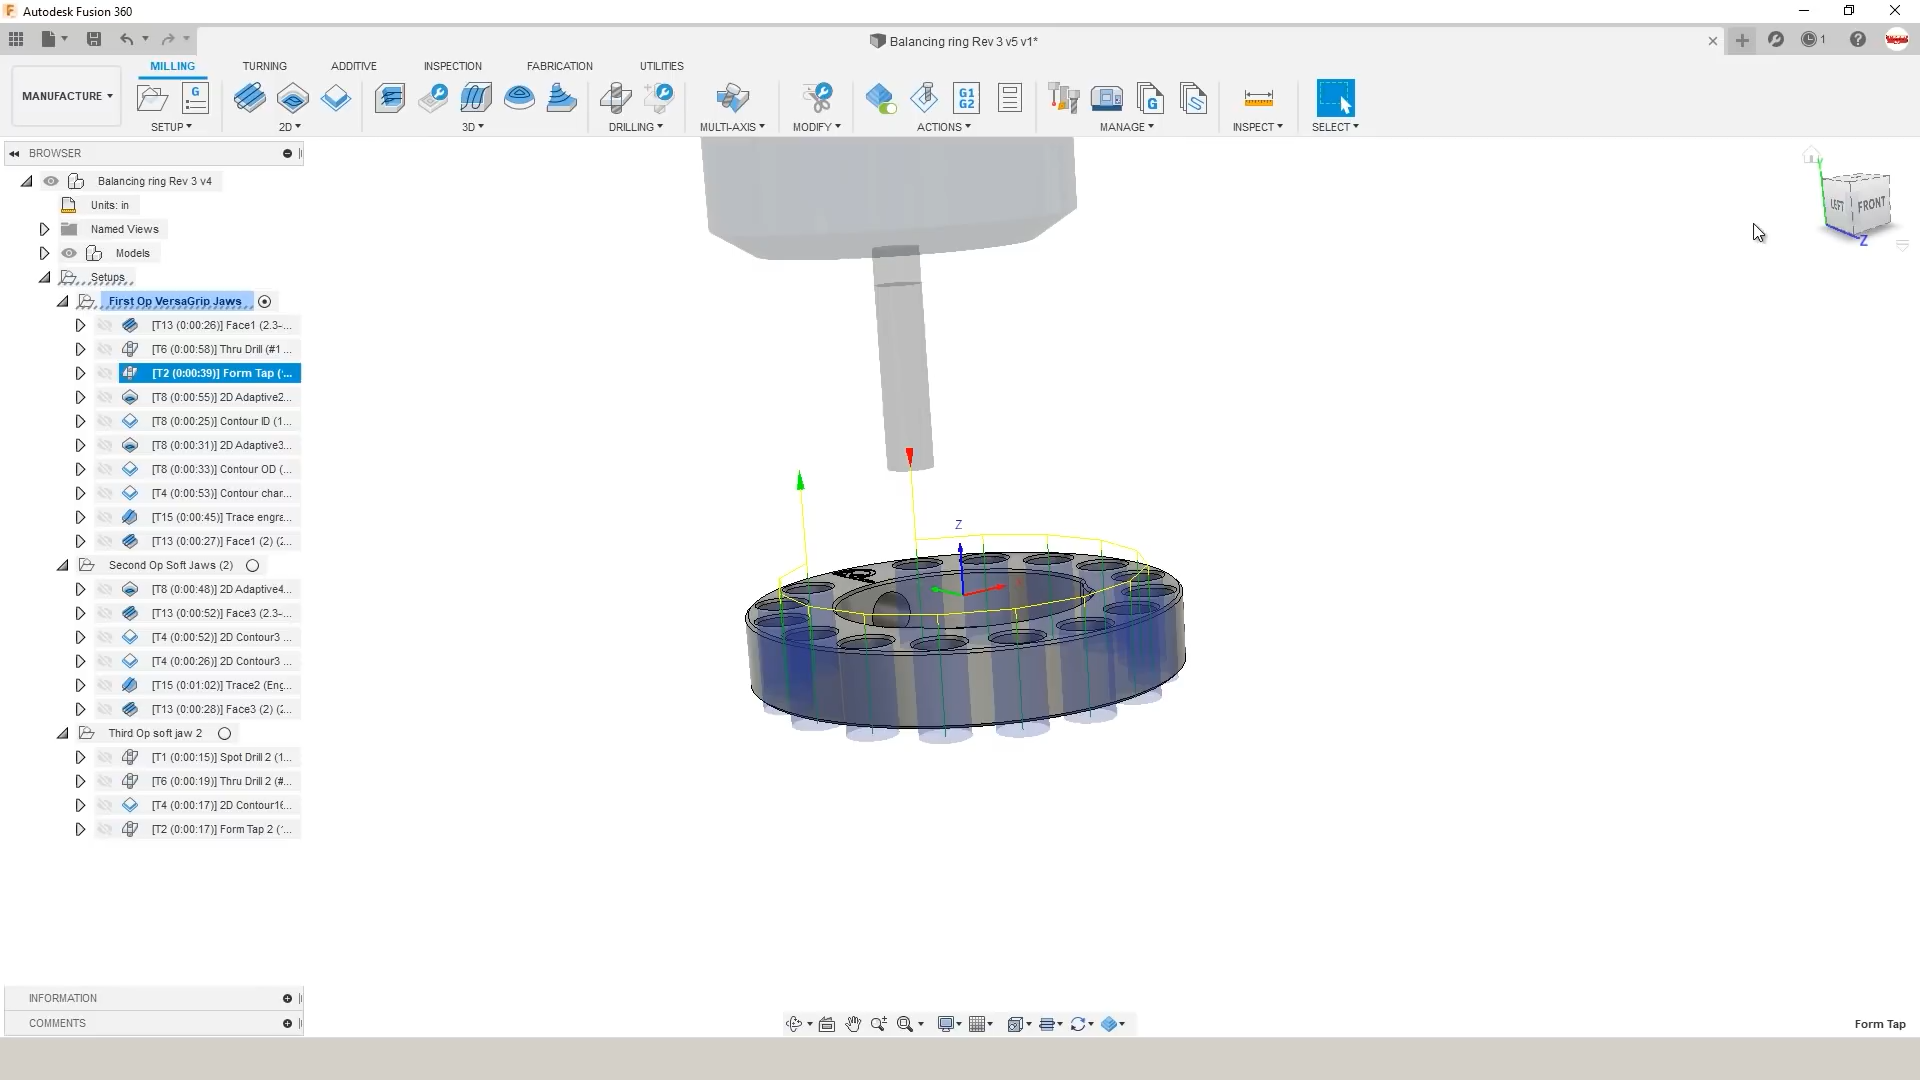 Autodesk Fusion 360
Balancing ring Rev 3 v5 v1*
1
MILLING TURNING ADDITIVE INSPECTION FABRICATION UTILITIES
MANUFACTURE
G
G1
G2
G
SETUP 2D 3D DRILLING MULTI-AXIS MODIFY ACTIONS MANAGE INSPECT SELECT
BROWSER
Balancing ring Rev 3 v4
Units: in
Named Views
Models
Setups
First Op VersaGrip Jaws
[T13 (0:00:26)] Face1 (2.3-...
[T6 (0:00:58)] Thru Drill (#1 ...
[T2 (0:00:39)] Form Tap (·...
[T8 (0:00:55)] 2D Adaptive2...
[T8 (0:00:25)] Contour ID (1...
[T8 (0:00:31)] 2D Adaptive3...
[T8 (0:00:33)] Contour OD (...
[T4 (0:00:53)] Contour char...
[T15 (0:00:45)] Trace engra...
[T13 (0:00:27)] Face1 (2) (2...
Second Op Soft Jaws (2)
[T8 (0:00:48)] 2D Adaptive4...
[T13 (0:00:52)] Face3 (2.3-...
[T4 (0:00:52)] 2D Contour3 ...
[T4 (0:00:26)] 2D Contour3 ...
[T15 (0:01:02)] Trace2 (Eng...
[T13 (0:00:28)] Face3 (2) (2...
Third Op soft jaw 2
[T1 (0:00:15)] Spot Drill 2 (1...
[T6 (0:00:19)] Thru Drill 2 (#...
[T4 (0:00:17)] 2D Contour16...
[T2 (0:00:17)] Form Tap 2 (·...
Y
LEFT FRONT
Z
Z
INFORMATION
COMMENTS
Form Tap